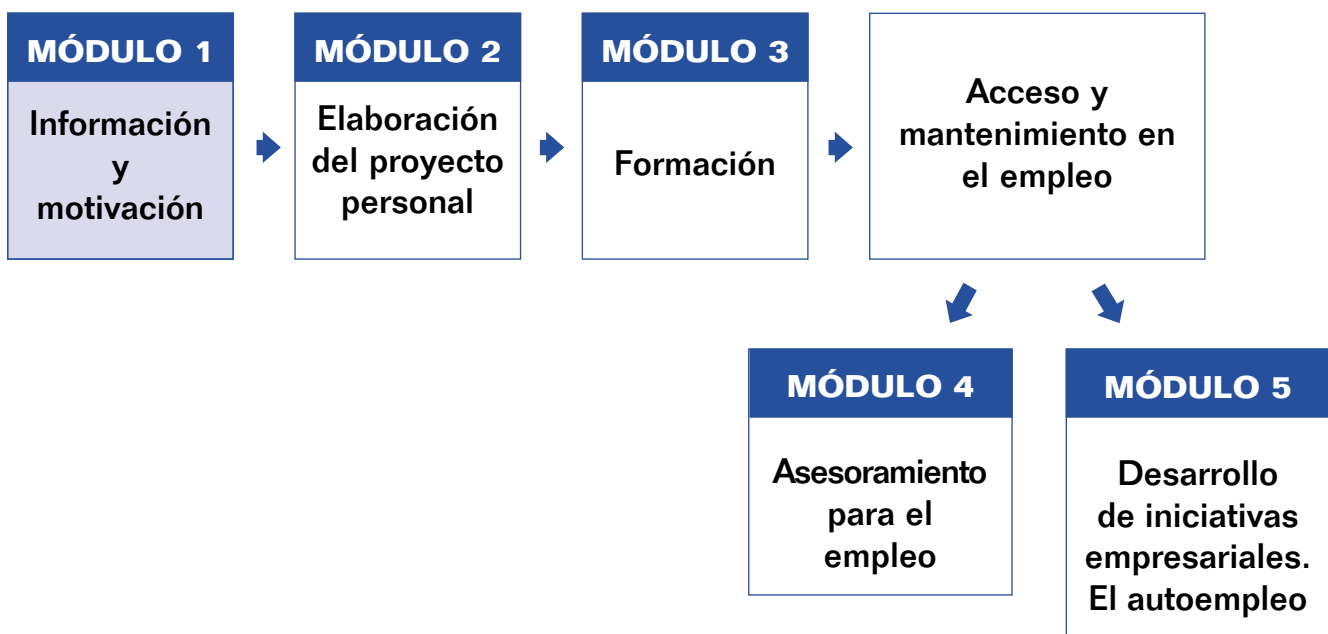 MÓDULO 1
Información
y
motivación
MÓDULO 2
Elaboración
del proyecto
personal
MÓDULO 3
Formación
Acceso y
mantenimiento en
el empleo
MÓDULO 4
Asesoramiento
para el
empleo
MÓDULO 5
Desarrollo
de iniciativas
empresariales.
El autoempleo